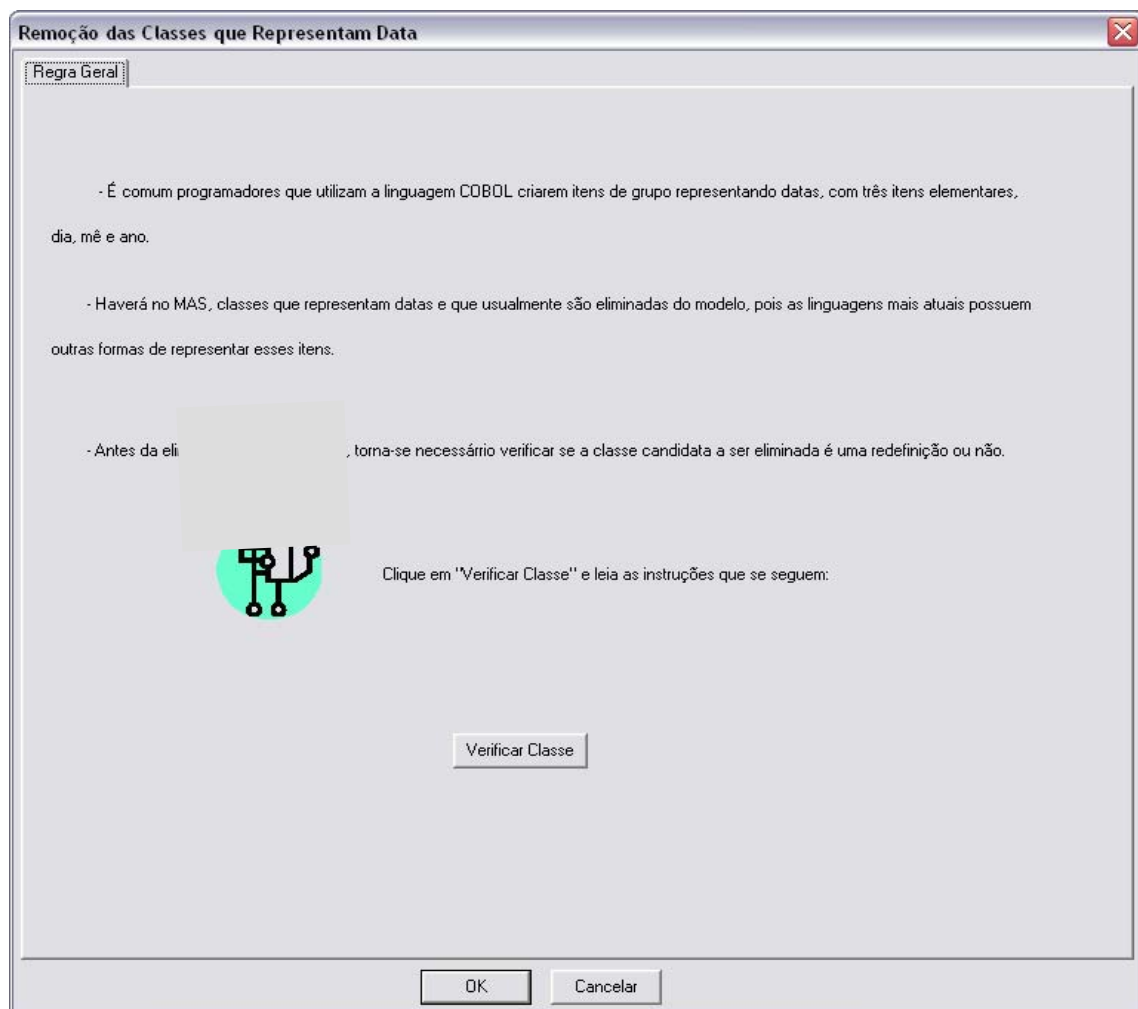 Remoção das Classes que Representam Data
Regra Geral
- É comum programadores que utilizam a linguagem COBOL criarem itens de grupo representando datas, com três itens elementares,
dia, mê e ano.
- Haverá no MAS, classes que representam datas e que usualmente são eliminadas do modelo, pois as linguagens mais atuais possuem
outras formas de representar esses itens.
- Antes da , torna-se necessárrio verificar se a classe candidata a ser eliminada é uma redefinição ou não.
Clique em "Verificar Classe" e leia as instruções que se seguem:
Verificar Classe
OK
Cancelar